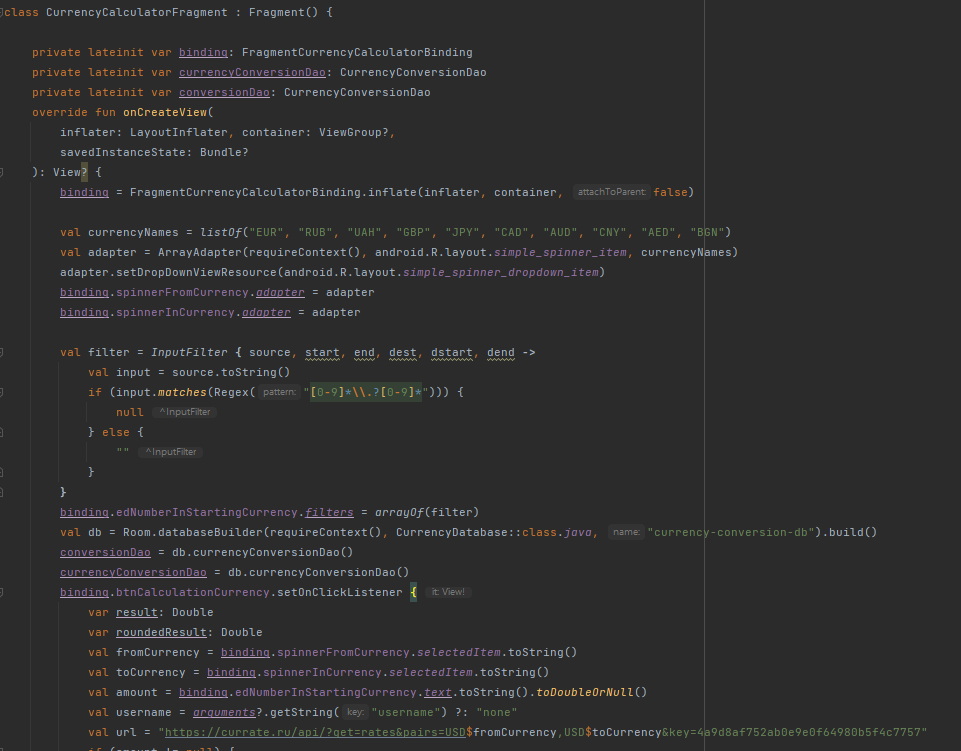 class CurrencyCalculatorFragment : Fragment() {
private lateinit var binding: FragmentCurrencyCalculatorBinding
private lateinit var currencyConversionDao: CurrencyConversionDao
private lateinit var conversionDao: CurrencyConversionDao
override fun onCreateView(
inflater: LayoutInflater, container: ViewGroup?,
savedInstanceState: Bundle?
): View? {
binding = FragmentCurrencyCalculatorBinding.inflate(inflater, container, attachToParent: false)
val currencyNames = listOf("EUR", "RUB", "UAH", "GBP", "JPY", "CAD", "AUD", "CNY", "AED", "BGN")
val adapter = ArrayAdapter(requireContext(), android.R.layout.simple_spinner_item, currencyNames)
adapter.setDropDownViewResource(android.R.layout.simple_spinner_dropdown_item)
binding.spinnerFromCurrency.adapter = adapter
binding.spinnerInCurrency.adapter = adapter
val filter = InputFilter { source, start, end, dest, dstart, dend ->
val input = source.toString()
if (input.matches(Regex( pattern: "[0-9]*\\.?[0-9]*"))) {
null ^InputFilter
} else {
"" ^InputFilter
}
}
binding.edNumberInStartingCurrency.filters = arrayOf(filter)
val db = Room.databaseBuilder(requireContext(), CurrencyDatabase::class.java, name: "currency-conversion-db").build()
conversionDao = db.currencyConversionDao()
currencyConversionDao = db.currencyConversionDao()
binding.btnCalculationCurrency.setOnClickListener { it: View!
var result: Double
var roundedResult: Double
val fromCurrency = binding.spinnerFromCurrency.selectedItem.toString()
val toCurrency = binding.spinnerInCurrency.selectedItem.toString()
val amount = binding.edNumberInStartingCurrency.text.toString().toDoubleOrNull()
val username = arguments?.getString( key: "username") ?: "none"
val url = "https://currate.ru/api/?get=rates&pairs=USD$fromCurrency,USD$toCurrency&key=4a9d8af752ab0e9e0f64980b5f4c7757"
if (amount != null) {